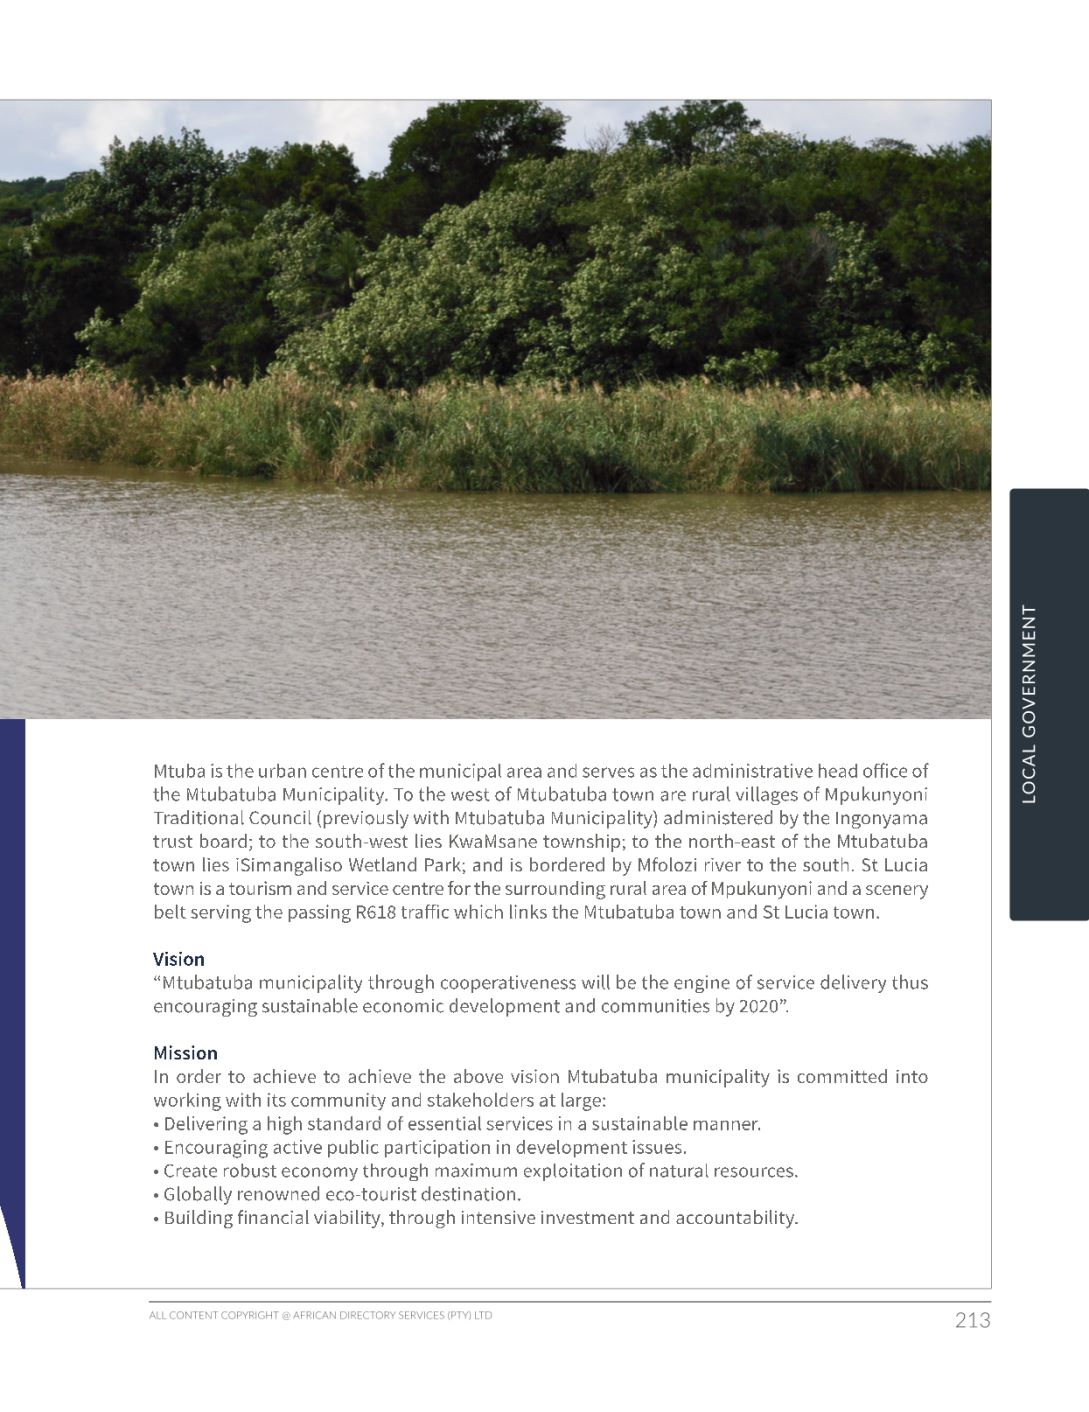 LOCAL GOVERNMENT
Mtuba is the urban centre of the municipal area and serves as the administrative head office of
the Mtubatuba Municipality. To the west of Mtubatuba town are rural villages of Mpukunyoni
Traditional Council (previously with Mtubatuba Municipality) administered by the Ingonyama
trust board; to the south-west lies KwaMsane township; to the north-east of the Mtubatuba
town lies iSimangaliso Wetland Park; and is bordered by Mfolozi river to the south. St Lucia
town is a tourism and service centre for the surrounding rural area of Mpukunyoni and a scenery
belt serving the passing R618 traffic which links the Mtubatuba town and St Lucia town.
Vision
“Mtubatuba municipality through cooperativeness will be the engine of service delivery thus
encouraging sustainable economic development and communities by 2020”.
Mission
In order to achieve to achieve the above vision Mtubatuba municipality is committed into
working with its community and stakeholders at large:
• Delivering a high standard of essential services in a sustainable manner.
• Encouraging active public participation in development issues.
• Create robust economy through maximum exploitation of natural resources.
• Globally renowned eco-tourist destination.
• Building financial viability, through intensive investment and accountability.
ALL CONTENT COPYRIGHT @ AFRICAN DIRECTORY SERVICES (PTY) LTD
213